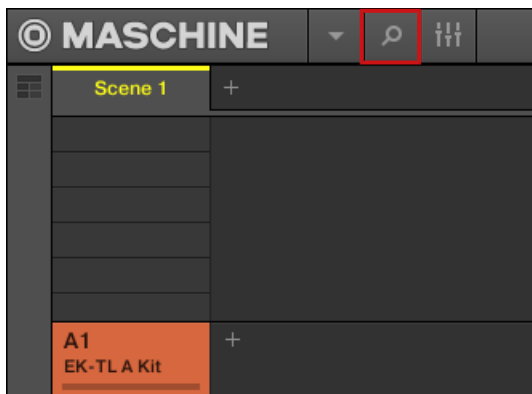 MASCHINE
Scene 1
+
A1
+
EK-TL A Kit